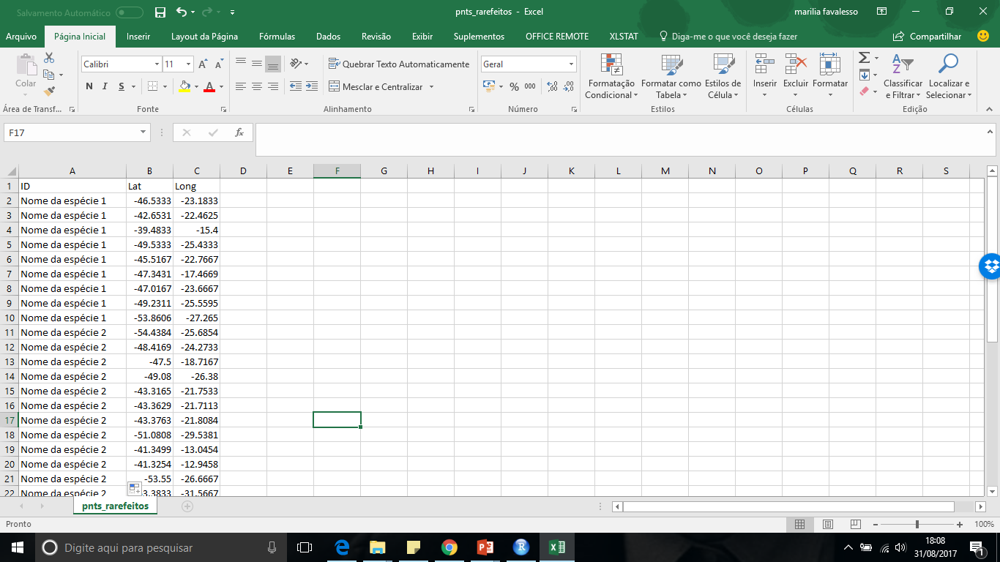 Salvamento Automático
pnts_rarefeitos - Excel
marilia favalesso
Arquivo Página Inicial Inserir Layout da Página Fórmulas Dados Revisão Exibir Suplementos OFFICE REMOTE XLSTAT Diga-me o que você deseja fazer Compartilhar
Colar
Calibri 11
N I S
Quebrar Texto Automaticamente
Mesclar e Centralizar
Geral
% 000
Formatação Condicional
Formatar como Tabela
Estilos de Célula
Inserir Excluir Formatar
Classificar e Filtrar
Localizar e Selecionar
Área de Transf... Fonte Alinhamento Número Estilos Células Edição
F17 fx
A B C D E F G H I J K L M N O P Q R S
1 ID Lat Long
2 Nome da espécie 1 -46.5333 -23.1833
3 Nome da espécie 1 -42.6531 -22.4625
4 Nome da espécie 1 -39.4833 -15.4
5 Nome da espécie 1 -49.5333 -25.4333
6 Nome da espécie 1 -45.5167 -22.7667
7 Nome da espécie 1 -47.3431 -17.4669
8 Nome da espécie 1 -47.0167 -23.6667
9 Nome da espécie 1 -49.2311 -25.5595
10 Nome da espécie 1 -53.8606 -27.265
11 Nome da espécie 2 -54.4384 -25.6854
12 Nome da espécie 2 -48.4169 -24.2733
13 Nome da espécie 2 -47.5 -18.7167
14 Nome da espécie 2 -49.08 -26.38
15 Nome da espécie 2 -43.3165 -21.7533
16 Nome da espécie 2 -43.3629 -21.7113
17 Nome da espécie 2 -43.3763 -21.8084
18 Nome da espécie 2 -51.0808 -29.5381
19 Nome da espécie 2 -41.3499 -13.0454
20 Nome da espécie 2 -41.3254 -12.9458
21 Nome da espécie 2 -53.55 -26.6667
22 Nome da espécie 2 3.3833 -31.5667
pnts_rarefeitos
Pronto 100%
Digite aqui para pesquisar
18:08
31/08/2017
1